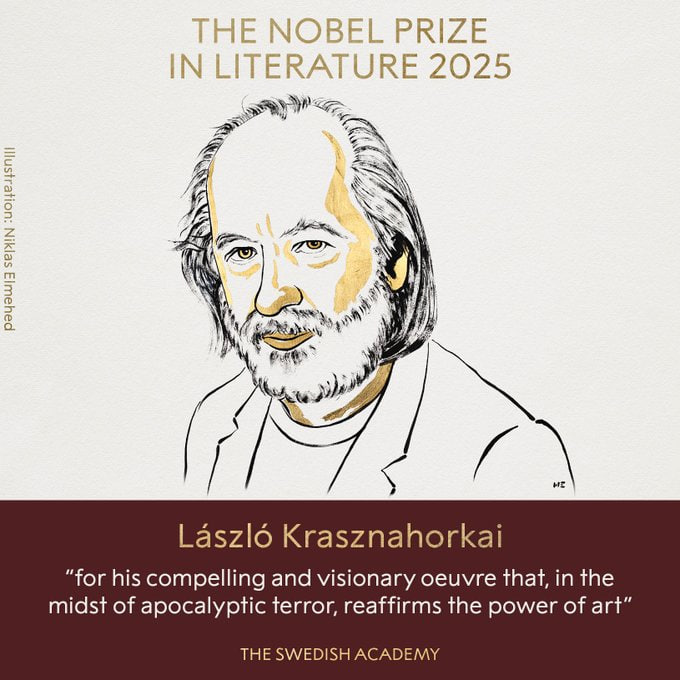 THE NOBEL PRIZE
IN LITERATURE 2025
Illustration: Niklas Elmehed
László Krasznahorkai
“for his compelling and visionary oeuvre that, in the
midst of apocalyptic terror, reaffirms the power of art”
THE SWEDISH ACADEMY